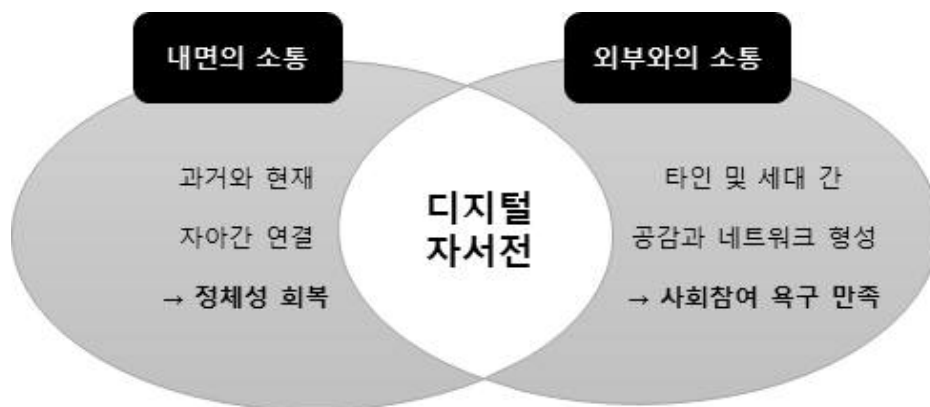 내면의 소통
과거와 현재
자아간 연결
→ 정체성 회복
디지털
자서전
외부와의 소통
타인 및 세대 간
공감과 네트워크 형성
→ 사회참여 욕구 만족